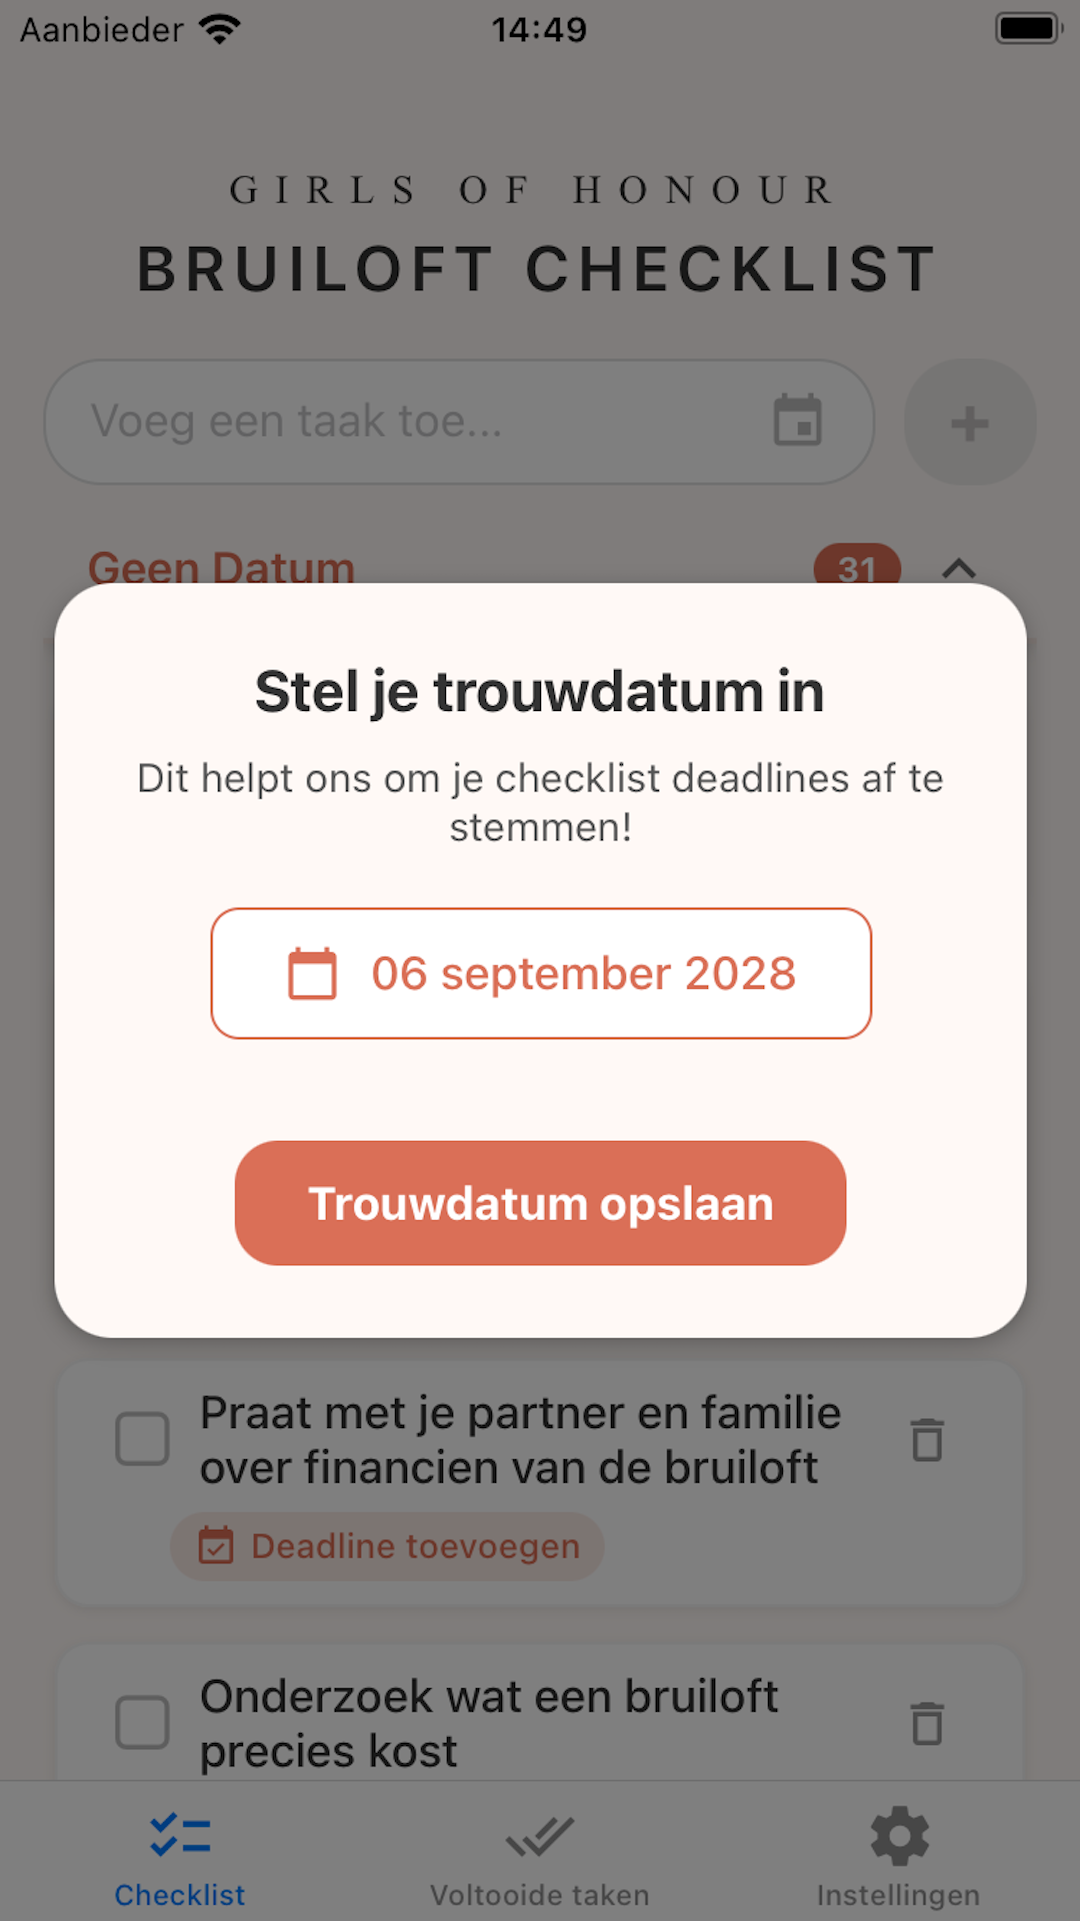 Aanbieder 14:49
GIRLS OF HONOUR
BRUILOFT CHECKLIST
Voeg een taak toe...
Geen Datum 31
Stel je trouwdatum in
Dit helpt ons om je checklist deadlines af te
stemmen!
06 september 2028
Trouwdatum opslaan
Praat met je partner en familie
over financien van de bruiloft
Deadline toevoegen
Onderzoek wat een bruiloft
precies kost
Checklist Voltooide taken Instellingen